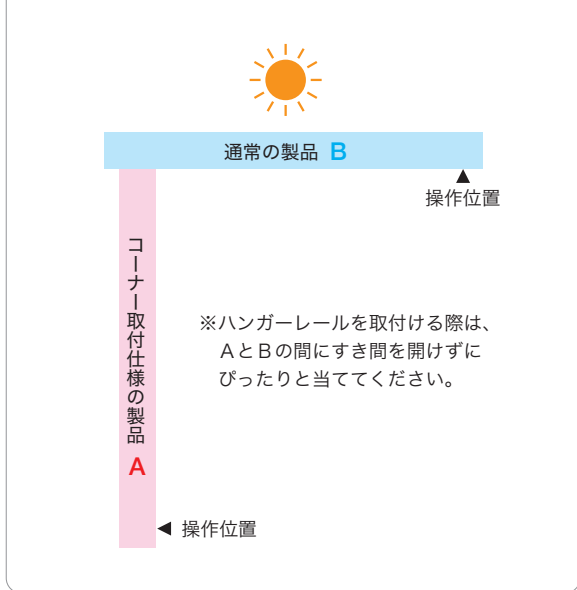 通常の製品 B
操作位置
コーナー取付仕様の製品 A
※ハンガーレールを取付ける際は、
AとBの間にすき間を開けずに
ぴったりと当ててください。
操作位置